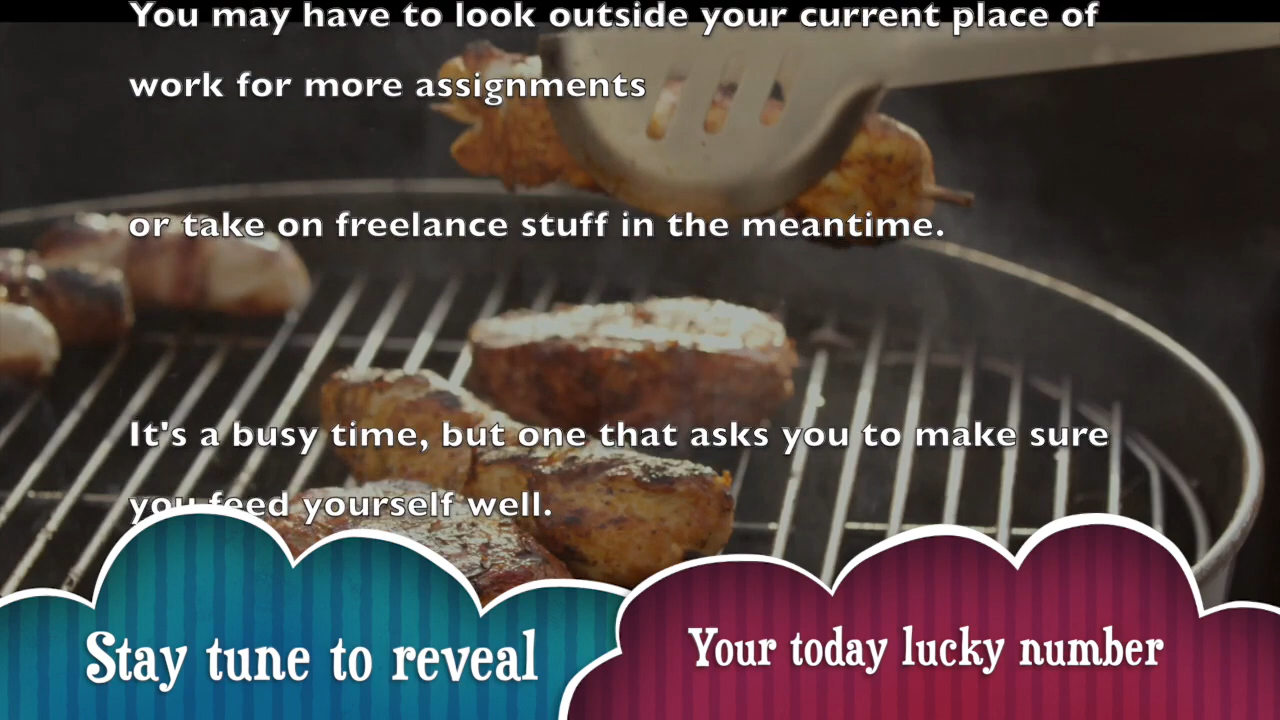 You may have to look outside your current place of
work for more assignments
or take on freelance stuff in the meantime.
It's a busy time, but one that asks you to make sure
you feed yourself well.
Stay tune to reveal
Your today lucky number